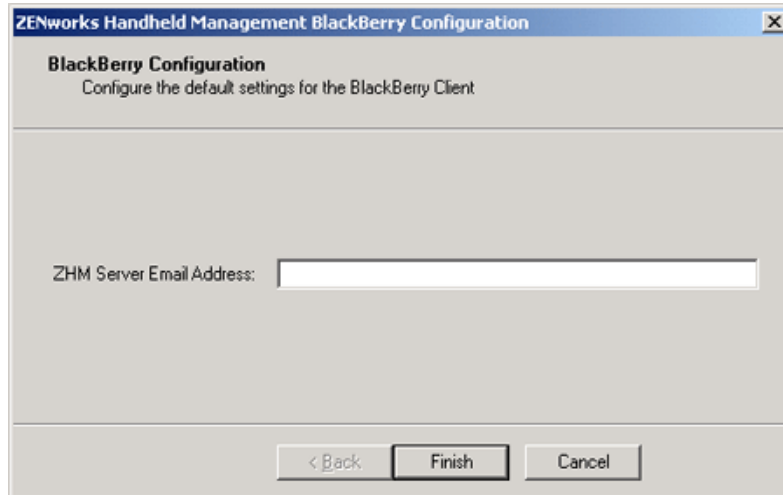 ZENworks Handheld Management BlackBerry Configuration
BlackBerry Configuration
Configure the default settings for the BlackBerry Client
ZHM Server Email Address:
< Back
Finish
Cancel